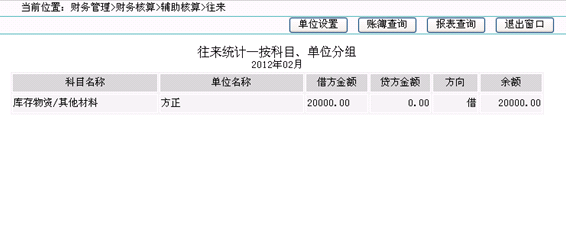 当前位置: 财务管理>财务核算>辅助核算>往来
单位设置 账簿查询 报表查询 退出窗口
往来统计—按科目、单位分组
2012年02月
科目名称 单位名称 借方金额 贷方金额 方向 余额
库存物资/其他材料 方正 20000.00 0.00 借 20000.00